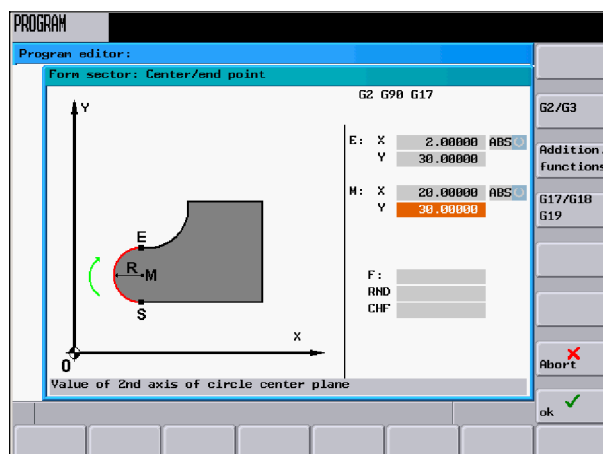 PROGRAM
Program editor:
Form sector: Center/end point
G2 G90 G17
Y
E: X 2.00000 ABS
Y 30.00000
M: X 20.00000 ABS
Y 30.00000
E
R M
S
F:
RND
CHF
X
0
Value of 2nd axis of circle center plane
G2/G3
Addition.
functions
G17/G18
G19
Abort
ok